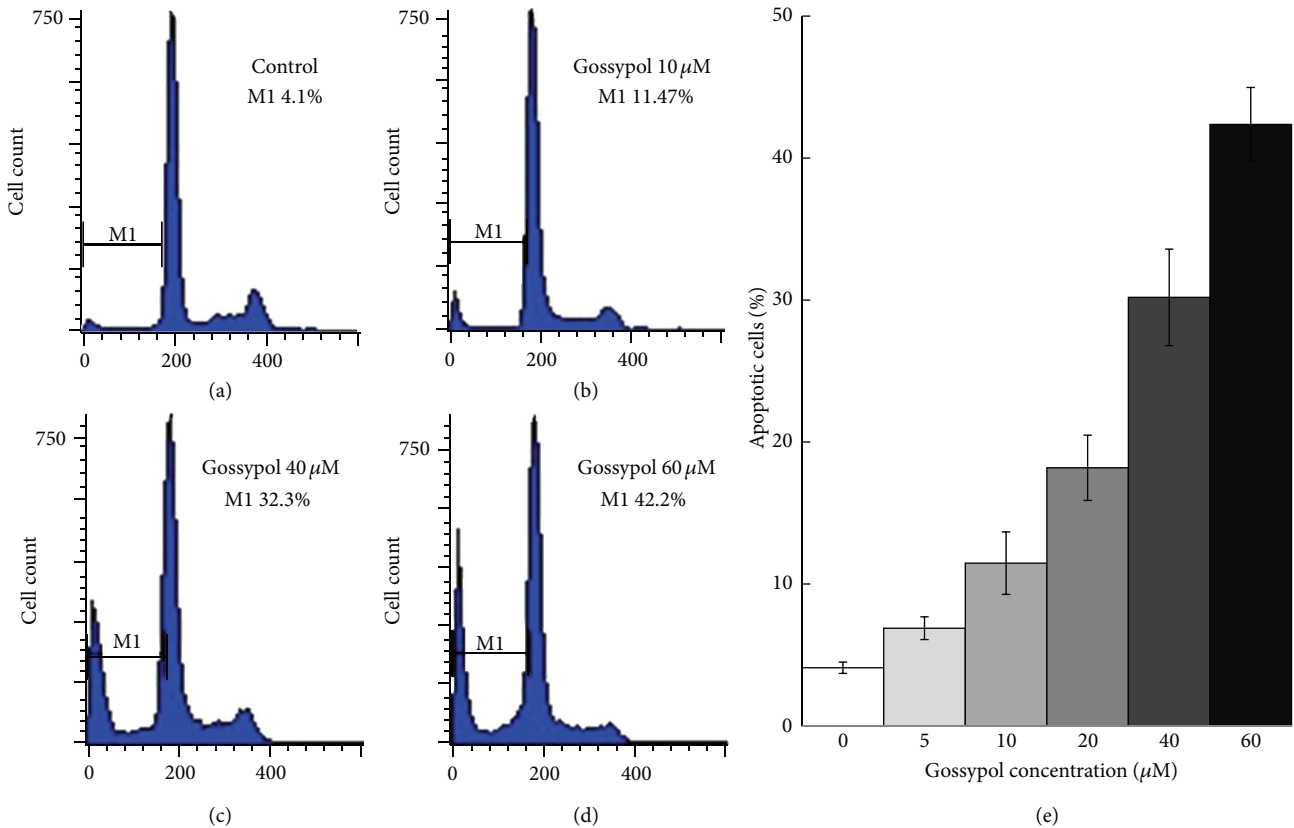 750
Control
M1 4.1%
Cell count
M1
0
200
400
(a)
750
Gossypol 10 μM
M1 11.47%
Cell count
M1
0
200
400
(b)
750
Gossypol 40 μM
M1 32.3%
Cell count
M1
0
200
400
(c)
750
Gossypol 60 μM
M1 42.2%
Cell count
M1
0
200
400
(d)
50
40
30
20
10
0
Apoptotic cells (%)
0 5 10 20 40 60
Gossypol concentration (μM)
(e)